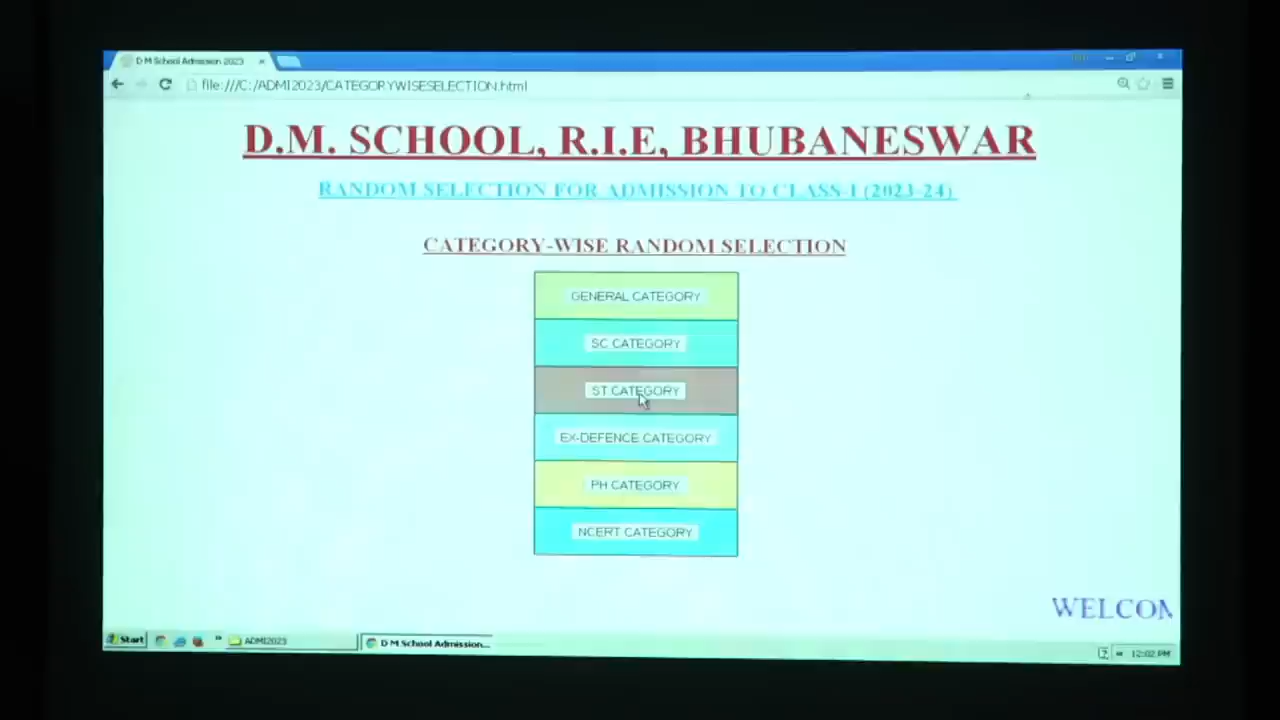 D M School Admission 2023
file:///C:/ADMI2023/CATEGORYWISESELECTION.html
D.M. SCHOOL, R.I.E, BHUBANESWAR
RANDOM SELECTION FOR ADMISSION TO CLASS-I (2023-24)
CATEGORY-WISE RANDOM SELECTION
GENERAL CATEGORY
SC CATEGORY
ST CATEGORY
EX-DEFENCE CATEGORY
PH CATEGORY
NCERT CATEGORY
WELCOM
Start
ADMI2023
D M School Admission...
12:02 PM